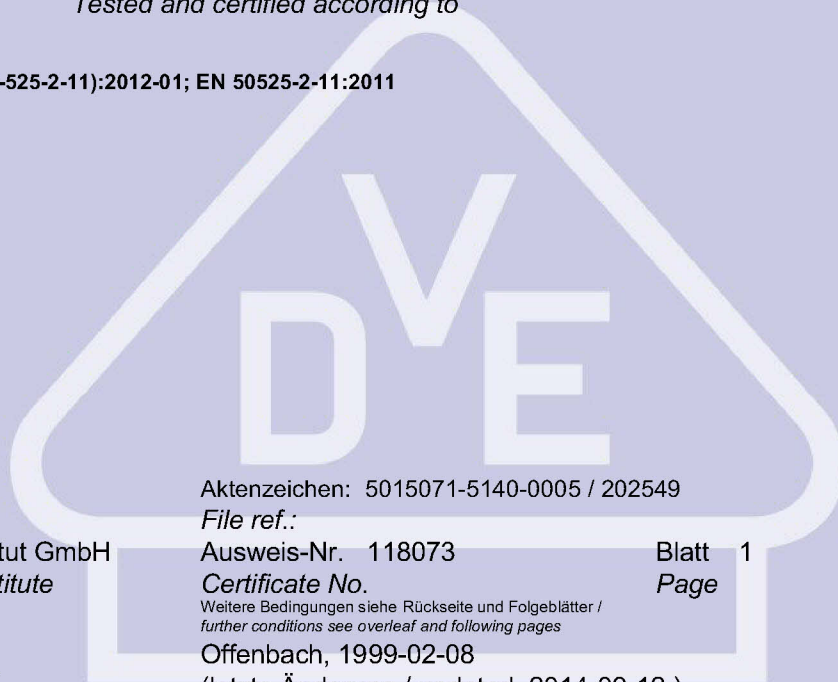 Tested and certified according to
-525-2-11):2012-01; EN 50525-2-11:2011
VDE
Aktenzeichen: 5015071-5140-0005 / 202549
File ref.:
tut GmbH Ausweis-Nr. 118073 Blatt 1
titute Certificate No. Page
Weitere Bedingungen siehe Rückseite und Folgeblätter /
further conditions see overleaf and following pages
Offenbach, 1999-02-08